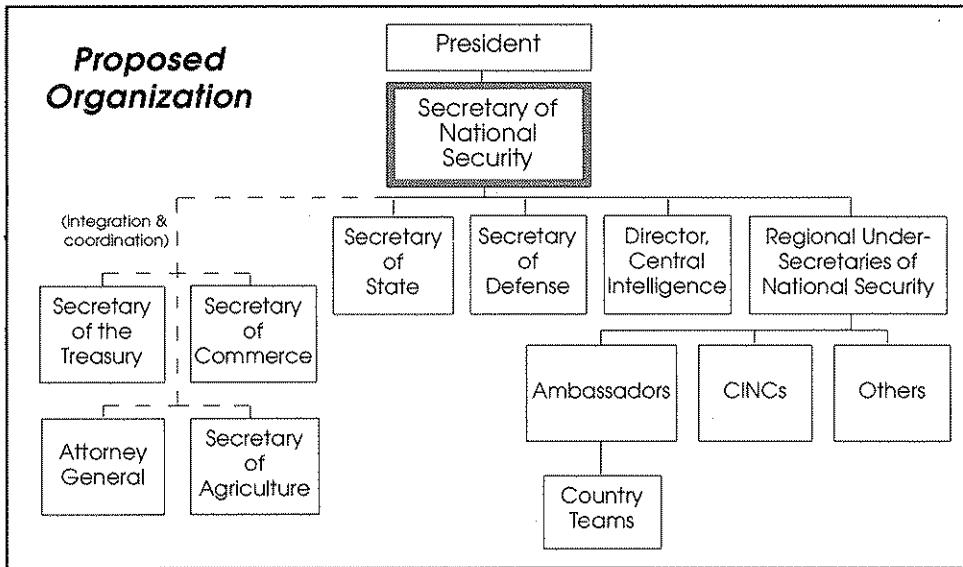 Proposed
Organization
President
Secretary of
National
Security
(Integration &
coordination)
Secretary
of
State
Secretary
of
Defense
Director,
Central
Intelligence
Regional Under-
Secretaries of
National Security
Secretary
of the
Treasury
Secretary
of
Commerce
Ambassadors
CINCs
Others
Attorney
General
Secretary
of
Agriculture
Country
Teams